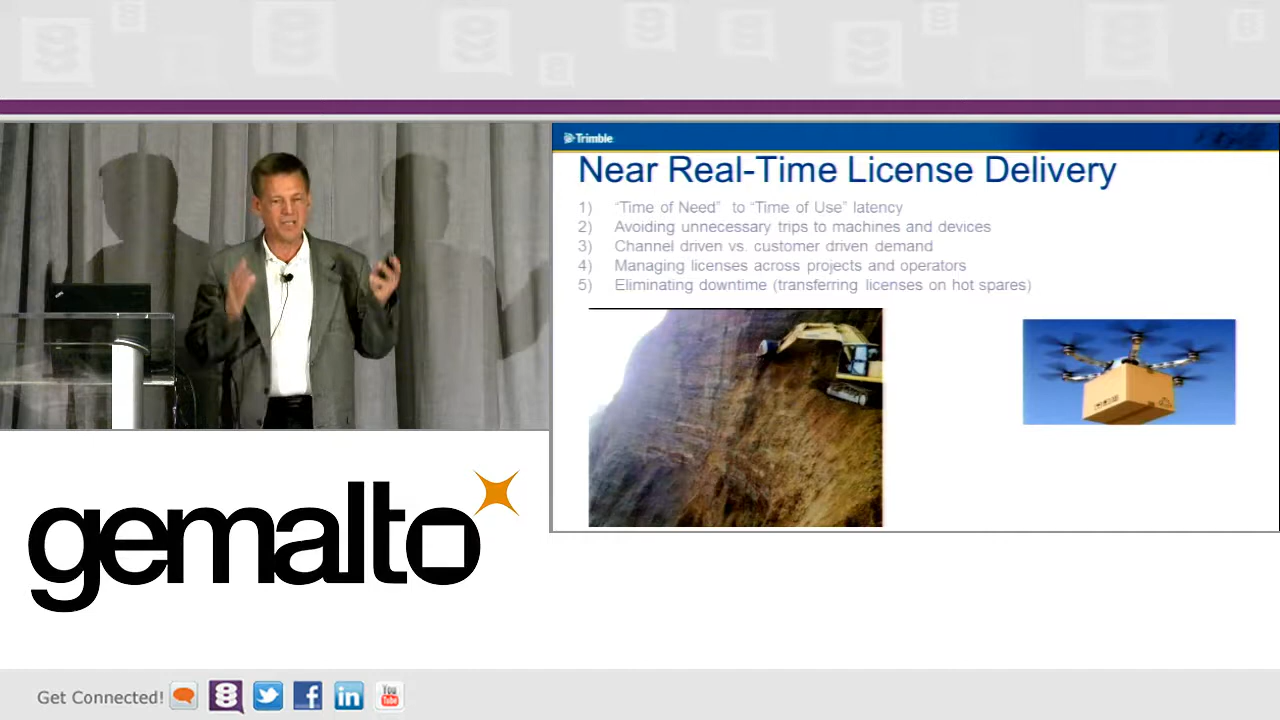 Trimble
Near Real-Time License Delivery
1) “Time of Need” to “Time of Use” latency
2) Avoiding unnecessary trips to machines and devices
3) Channel driven vs. customer driven demand
4) Managing licenses across projects and operators
5) Eliminating downtime (transferring licenses on hot spares)
gemalto
Get Connected!
You
Tube